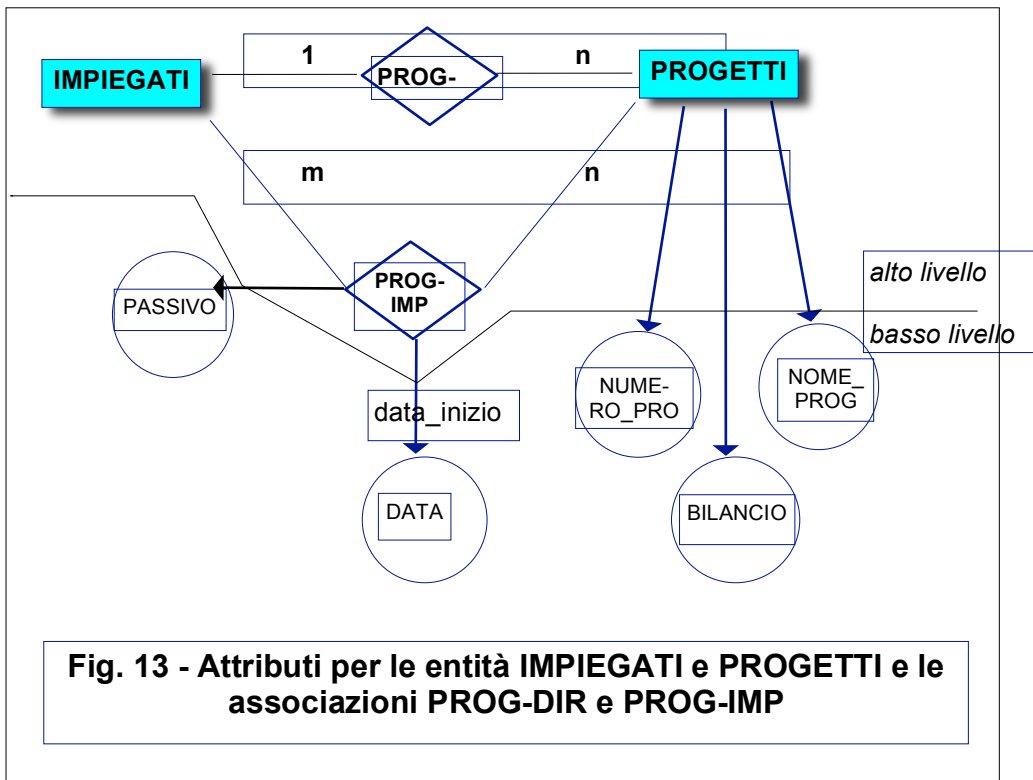 1
n
IMPIEGATI
PROG-
PROGETTI
m
n
PROG-
IMP
alto livello
PASSIVO
basso livello
NUME-
RO_PRO
NOME_
PROG
data_inizio
DATA
BILANCIO
Fig. 13 - Attributi per le entità IMPIEGATI e PROGETTI e le
associazioni PROG-DIR e PROG-IMP